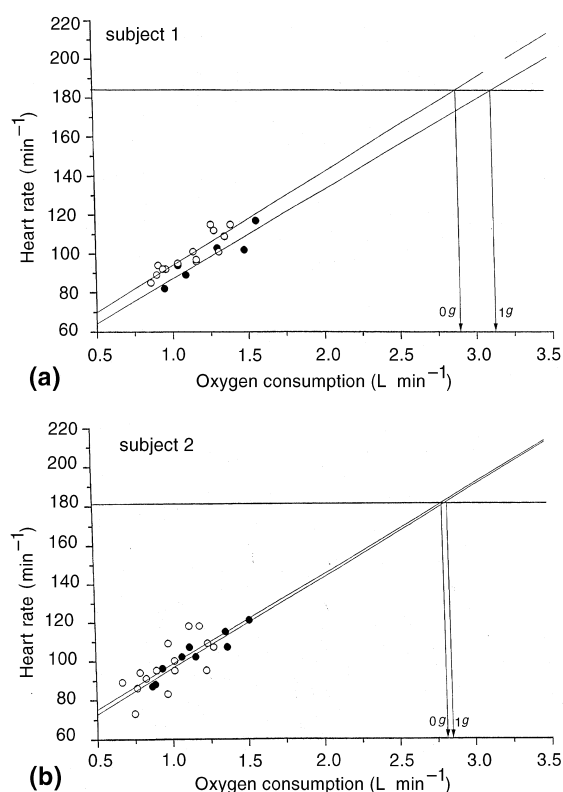 subject 1
Heart rate (min−1)
220
200
180
160
140
120
100
80
60
0g 1g
0.5 1.0 1.5 2.0 2.5 3.0 3.5
(a) Oxygen consumption (L min−1)
subject 2
Heart rate (min−1)
220
200
180
160
140
120
100
80
60
0g 1g
0.5 1.0 1.5 2.0 2.5 3.0 3.5
(b) Oxygen consumption (L min−1)